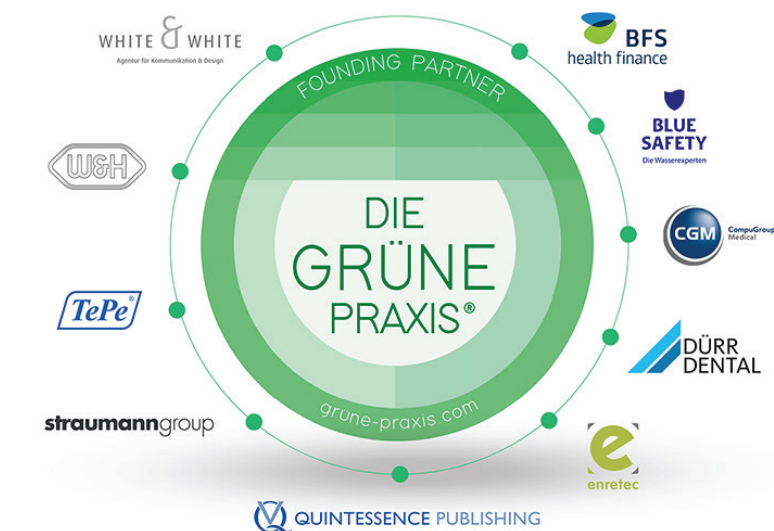 WHITE & WHITE
Agentur für Kommunikation & Design
BFS
health finance
FOUNDING PARTNER
BLUE
SAFETY
Die Wasserexperten
W&H
DIE
GRÜNE
PRAXIS®
CGM
CompuGroup
Medical
TePe®
DÜRR
DENTAL
straumanngroup
grüne-praxis.com
e
enretec
QUINTESSENCE PUBLISHING